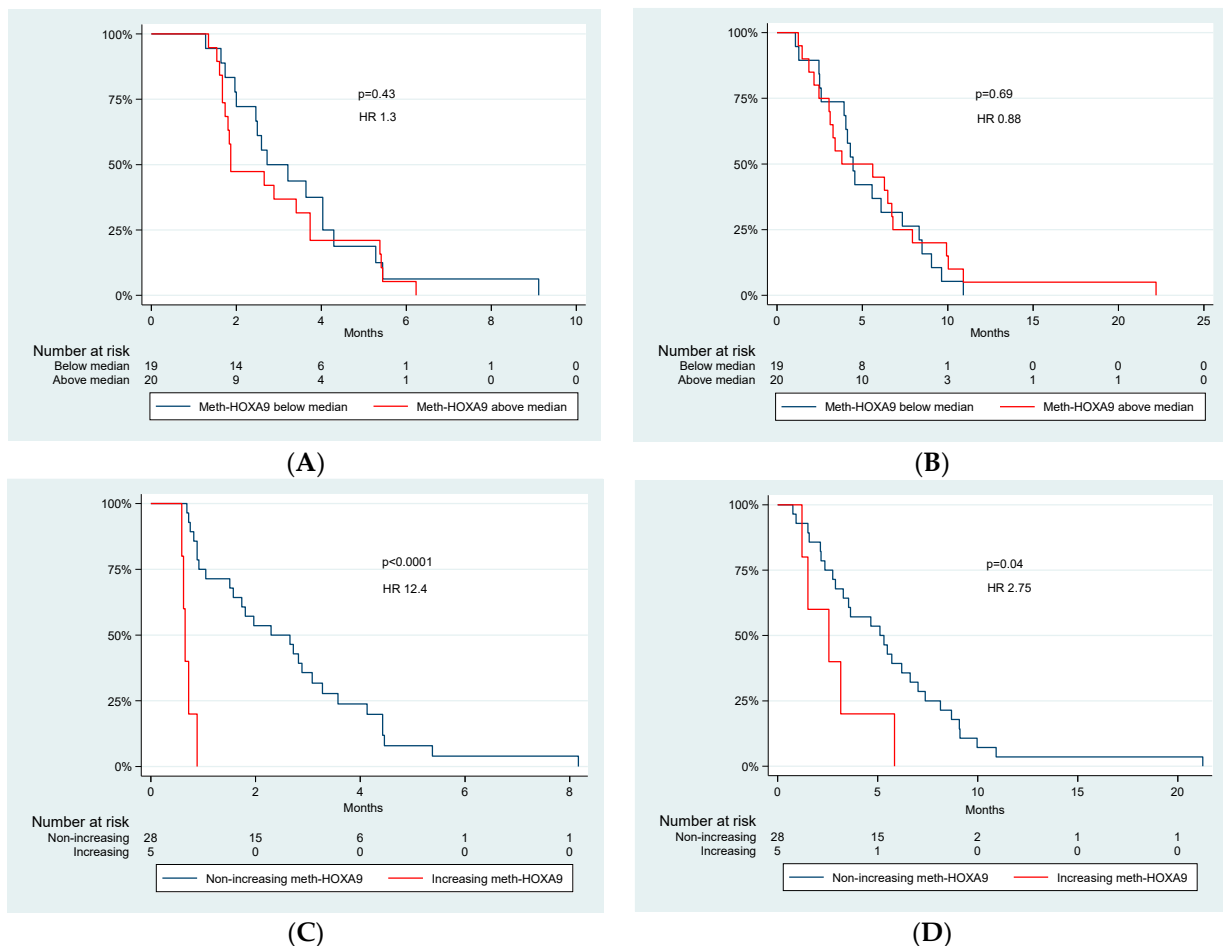 100%
75%
50%
25%
0%
p=0.43
HR 1.3
0 2 4 6 8 10
Months
Number at risk
Below median 19 14 6 1 1 0
Above median 20 9 4 1 0 0
Meth-HOXA9 below median Meth-HOXA9 above median
(A)
100%
75%
50%
25%
0%
p=0.69
HR 0.88
0 5 10 15 20 25
Months
Number at risk
Below median 19 8 1 0 0 0
Above median 20 10 3 1 1 0
Meth-HOXA9 below median Meth-HOXA9 above median
(B)
100%
75%
50%
25%
0%
p<0.0001
HR 12.4
0 2 4 6 8
Months
Number at risk
Non-increasing 28 15 6 1 1
Increasing 5 0 0 0 0
Non-increasing meth-HOXA9 Increasing meth-HOXA9
(C)
100%
75%
50%
25%
0%
p=0.04
HR 2.75
0 5 10 15 20
Months
Number at risk
Non-increasing 28 15 2 1 1
Increasing 5 1 0 0 0
Non-increasing meth-HOXA9 Increasing meth-HOXA9
(D)